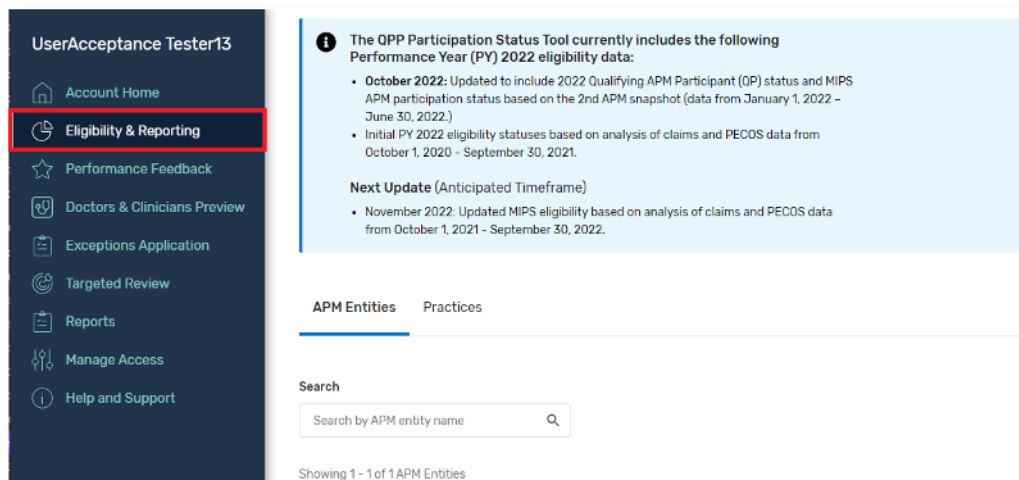 UserAcceptance Tester13
Account Home
Eligibility & Reporting
Performance Feedback
Doctors & Clinicians Preview
Exceptions Application
Targeted Review
Reports
Manage Access
Help and Support
The QPP Participation Status Tool currently includes the following
Performance Year (PY) 2022 eligibility data:
• October 2022: Updated to include 2022 Qualifying APM Participant (QP) status and MIPS
APM participation status based on the 2nd APM snapshot (data from January 1, 2022 –
June 30, 2022.)
• Initial PY 2022 eligibility statuses based on analysis of claims and PECOS data from
October 1, 2020 - September 30, 2021.
Next Update (Anticipated Timeframe)
• November 2022: Updated MIPS eligibility based on analysis of claims and PECOS data
from October 1, 2021 - September 30, 2022.
APM Entities Practices
Search
Search by APM entity name
Showing 1 - 1 of 1 APM Entities